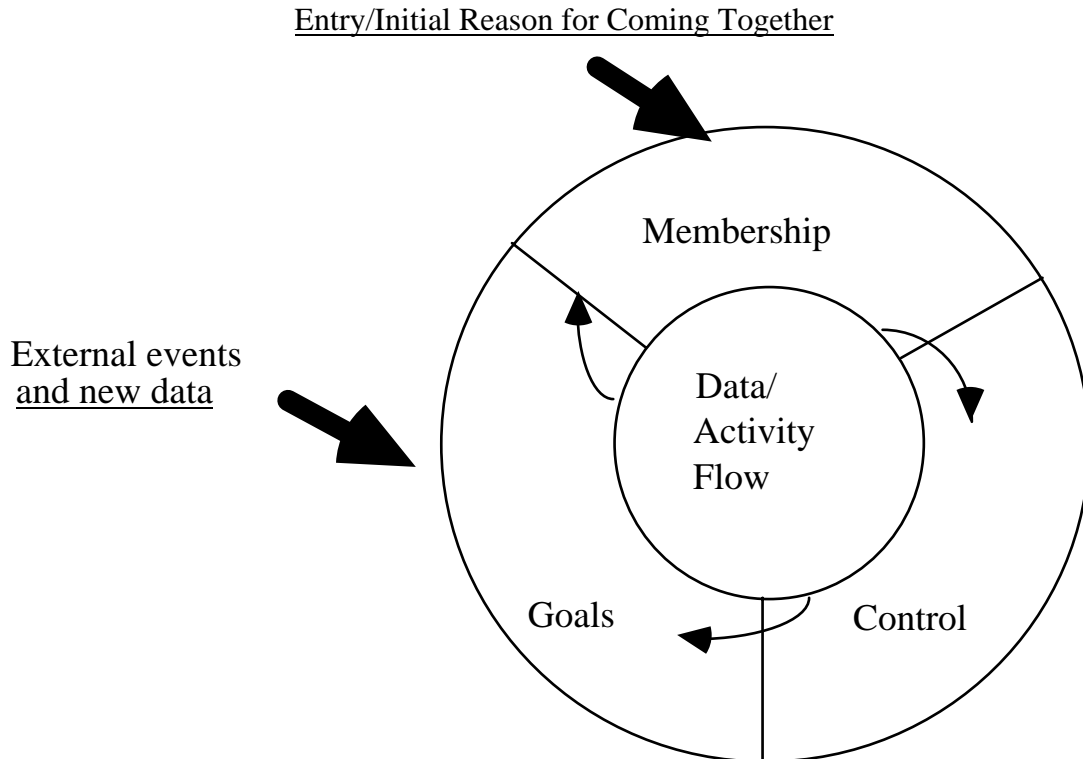 Entry/Initial Reason for Coming Together
Membership
External events
and new data
Data/
Activity
Flow
Goals
Control